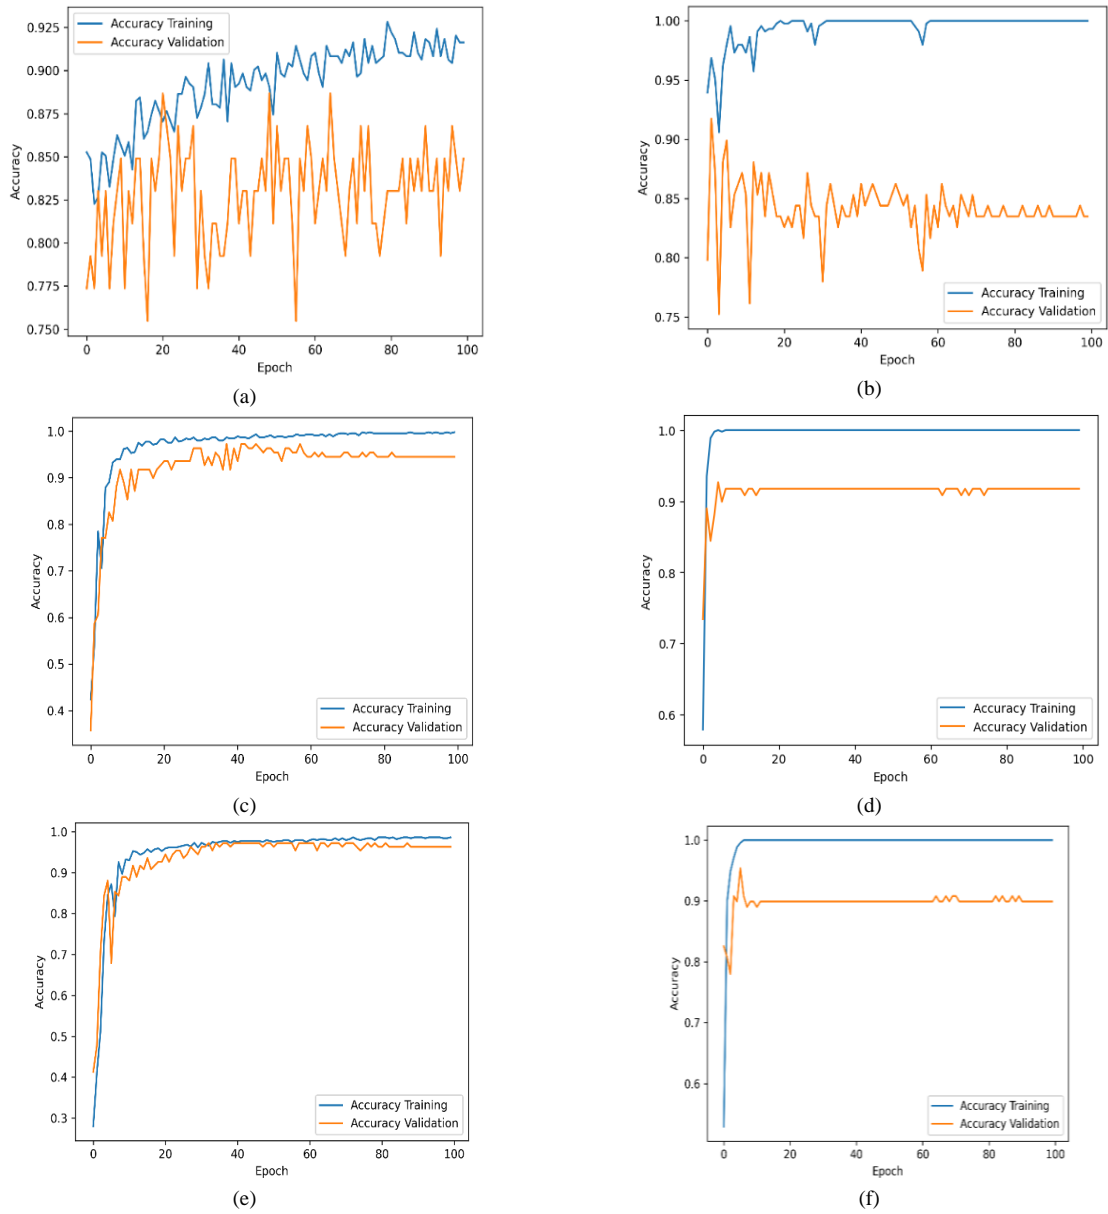 Accuracy Training
Accuracy Validation
0.925
0.900
0.875
0.850
0.825
0.800
0.775
0.750
Accuracy
0 20 40 60 80 100
Epoch
(a)
1.00
0.95
0.90
0.85
0.80
0.75
Accuracy
Accuracy Training
Accuracy Validation
0 20 40 60 80 100
Epoch
(b)
1.0
0.9
0.8
0.7
0.6
0.5
0.4
Accuracy
Accuracy Training
Accuracy Validation
0 20 40 60 80 100
Epoch
(c)
1.0
0.9
0.8
0.7
0.6
Accuracy
Accuracy Training
Accuracy Validation
0 20 40 60 80 100
Epoch
(d)
1.0
0.9
0.8
0.7
0.6
0.5
0.4
0.3
Accuracy
Accuracy Training
Accuracy Validation
0 20 40 60 80 100
Epoch
(e)
1.0
0.9
0.8
0.7
0.6
Accuracy
Accuracy Training
Accuracy Validation
0 20 40 60 80 100
Epoch
(f)